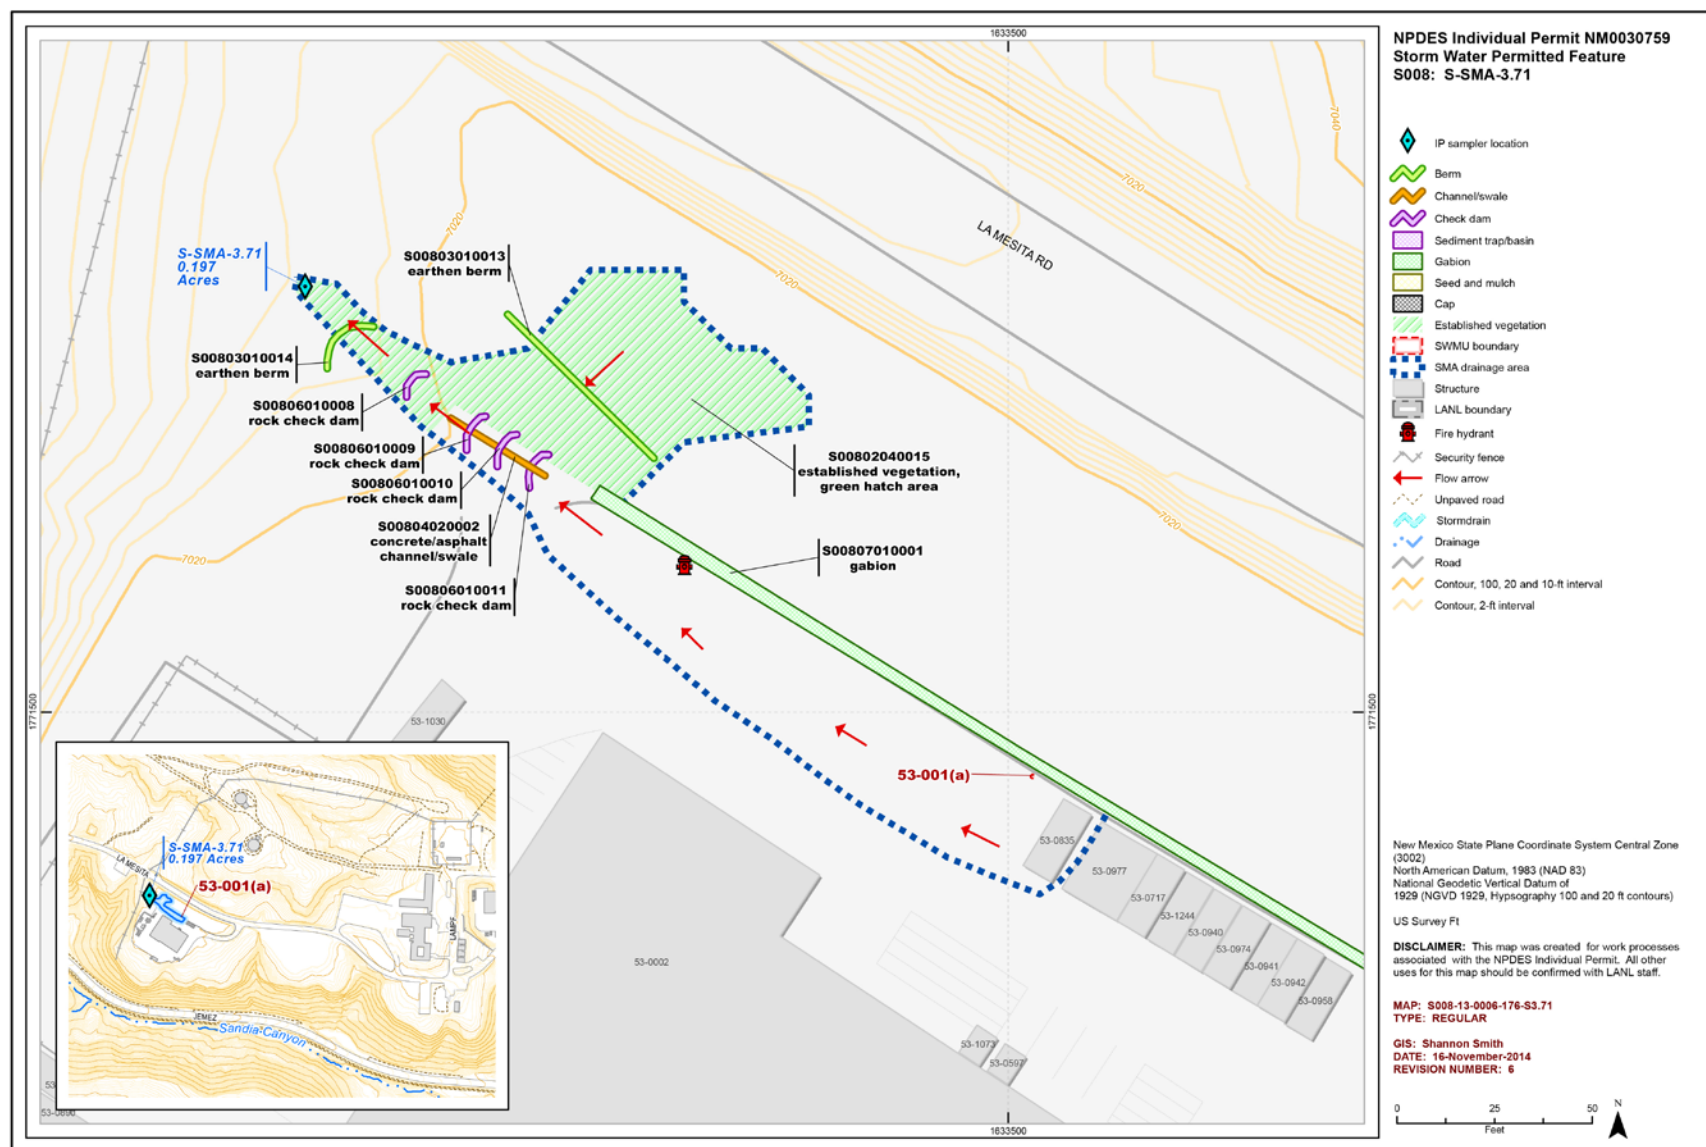 1633500
NPDES Individual Permit NM0030759
Storm Water Permitted Feature
S008: S-SMA-3.71
IP sampler location
Berm
Channel/swale
Check dam
Sediment trap/basin
Gabion
Seed and mulch
Cap
Established vegetation
SWMU boundary
SMA drainage area
Structure
LANL boundary
Fire hydrant
Security fence
Flow arrow
Unpaved road
Stormdrain
Drainage
Road
Contour, 100, 20 and 10-ft interval
Contour, 2-ft interval
7040
7020
7020
7020
7020
7020
LA MESITA RD
S-SMA-3.71
0.197
Acres
S00803010013
earthen berm
S00803010014
earthen berm
S00806010008
rock check dam
S00806010009
rock check dam
S00806010010
rock check dam
S00804020002
concrete/asphalt
channel/swale
S00806010011
rock check dam
S00802040015
established vegetation,
green hatch area
S00807010001
gabion
1771500
1771500
53-1030
53-001(a)
53-0835
53-0977
53-0717
53-1244
53-0940
53-0974
53-0941
53-0942
53-0958
53-0002
53-1073
53-0597
S-SMA-3.71
0.197 Acres
LA MESITA
53-001(a)
LAMPF
JEMEZ
Sandia Canyon
1633500
New Mexico State Plane Coordinate System Central Zone
(3002)
North American Datum, 1983 (NAD 83)
National Geodetic Vertical Datum of
1929 (NGVD 1929, Hypsography 100 and 20 ft contours)
US Survey Ft
DISCLAIMER: This map was created for work processes
associated with the NPDES Individual Permit. All other
uses for this map should be confirmed with LANL staff.
MAP: S008-13-0006-176-S3.71
TYPE: REGULAR
GIS: Shannon Smith
DATE: 16-November-2014
REVISION NUMBER: 6
0 25 50
Feet
N